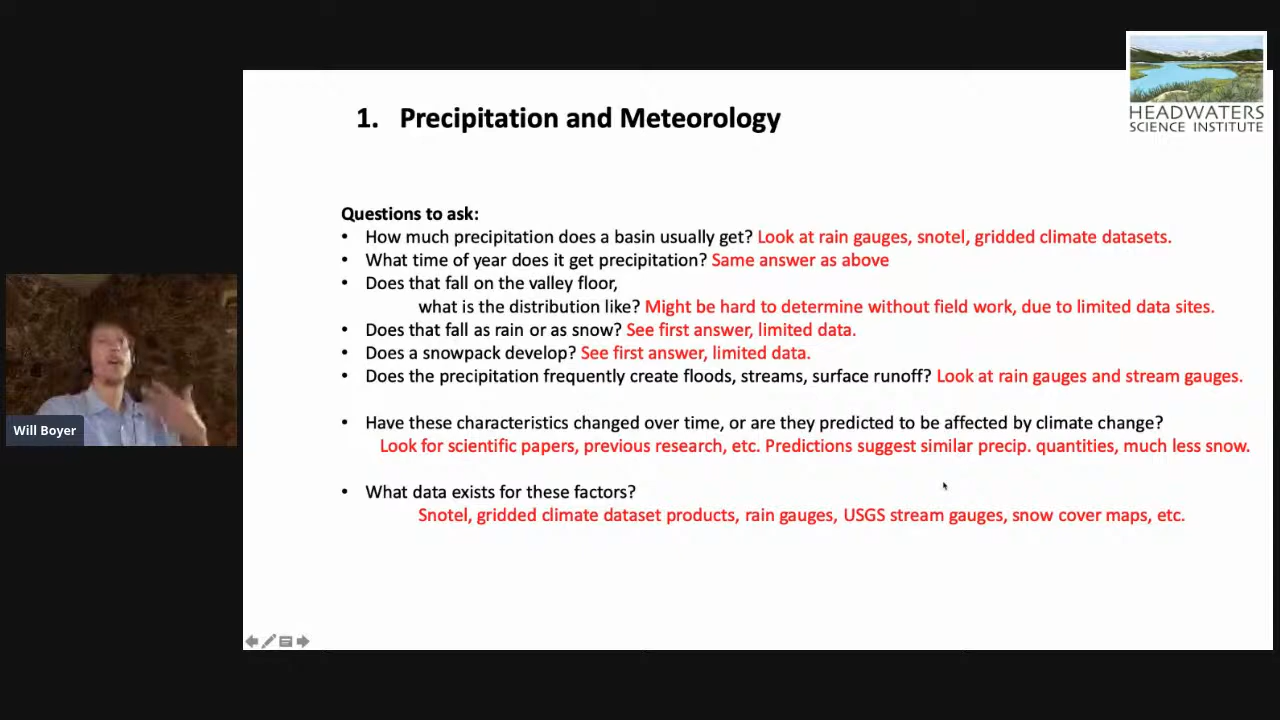 HEADWATERS
SCIENCE INSTITUTE
1. Precipitation and Meteorology
Questions to ask:
• How much precipitation does a basin usually get? Look at rain gauges, snotel, gridded climate datasets.
• What time of year does it get precipitation? Same answer as above
• Does that fall on the valley floor,
what is the distribution like? Might be hard to determine without field work, due to limited data sites.
• Does that fall as rain or as snow? See first answer, limited data.
• Does a snowpack develop? See first answer, limited data.
• Does the precipitation frequently create floods, streams, surface runoff? Look at rain gauges and stream gauges.
• Have these characteristics changed over time, or are they predicted to be affected by climate change?
Look for scientific papers, previous research, etc. Predictions suggest similar precip. quantities, much less snow.
• What data exists for these factors?
Snotel, gridded climate dataset products, rain gauges, USGS stream gauges, snow cover maps, etc.
Will Boyer